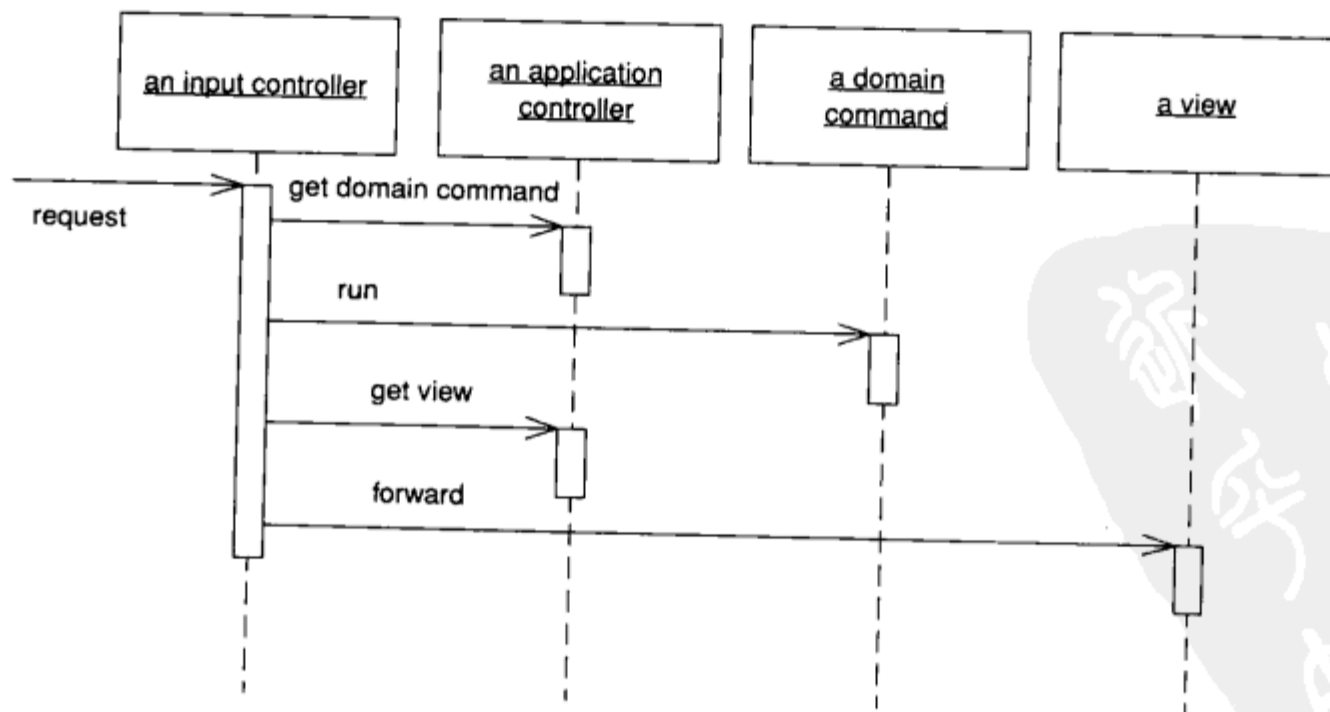 an input controller
an application
controller
a domain
command
a view
request
get domain command
run
get view
forward